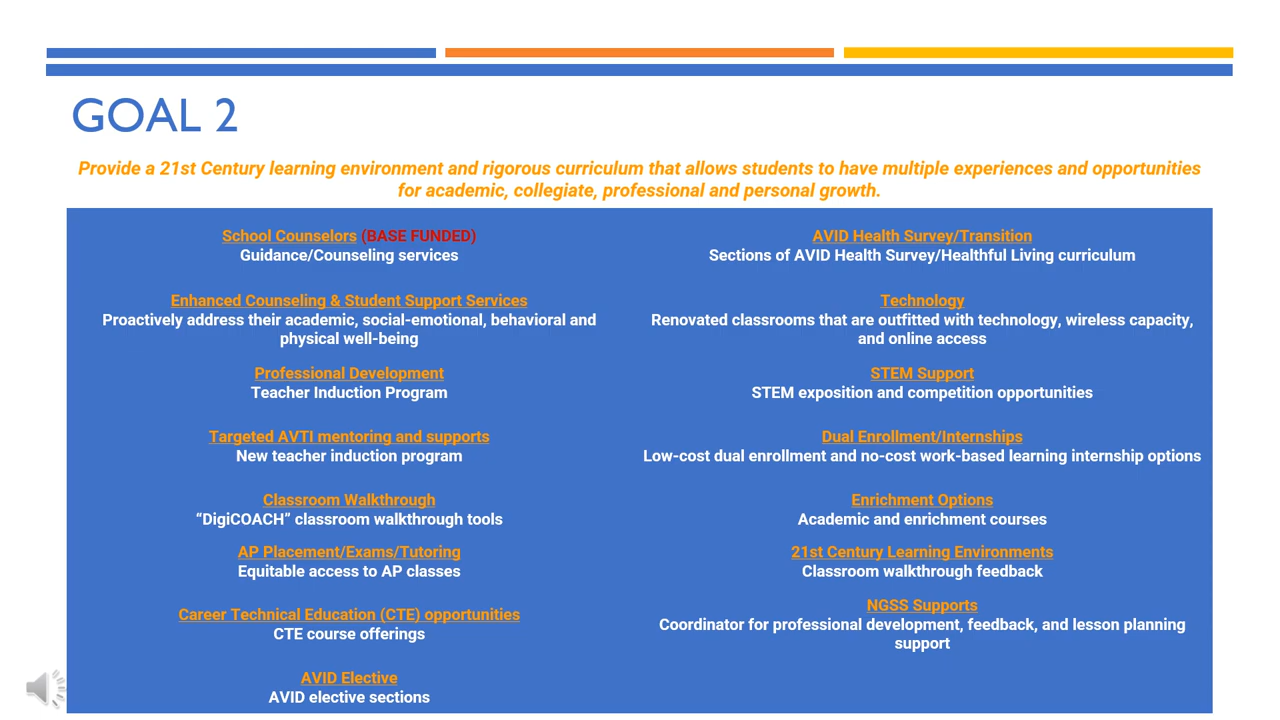 GOAL 2
Provide a 21st Century learning environment and rigorous curriculum that allows students to have multiple experiences and opportunities
for academic, collegiate, professional and personal growth.
School Counselors (BASE FUNDED)
Guidance/Counseling services
Enhanced Counseling & Student Support Services
Proactively address their academic, social-emotional, behavioral and
physical well-being
Professional Development
Teacher Induction Program
Targeted AVTI mentoring and supports
New teacher induction program
Classroom Walkthrough
“DigiCOACH” classroom walkthrough tools
AP Placement/Exams/Tutoring
Equitable access to AP classes
Career Technical Education (CTE) opportunities
CTE course offerings
AVID Elective
AVID elective sections
AVID Health Survey/Transition
Sections of AVID Health Survey/Healthful Living curriculum
Technology
Renovated classrooms that are outfitted with technology, wireless capacity,
and online access
STEM Support
STEM exposition and competition opportunities
Dual Enrollment/Internships
Low-cost dual enrollment and no-cost work-based learning internship options
Enrichment Options
Academic and enrichment courses
21st Century Learning Environments
Classroom walkthrough feedback
NGSS Supports
Coordinator for professional development, feedback, and lesson planning
support